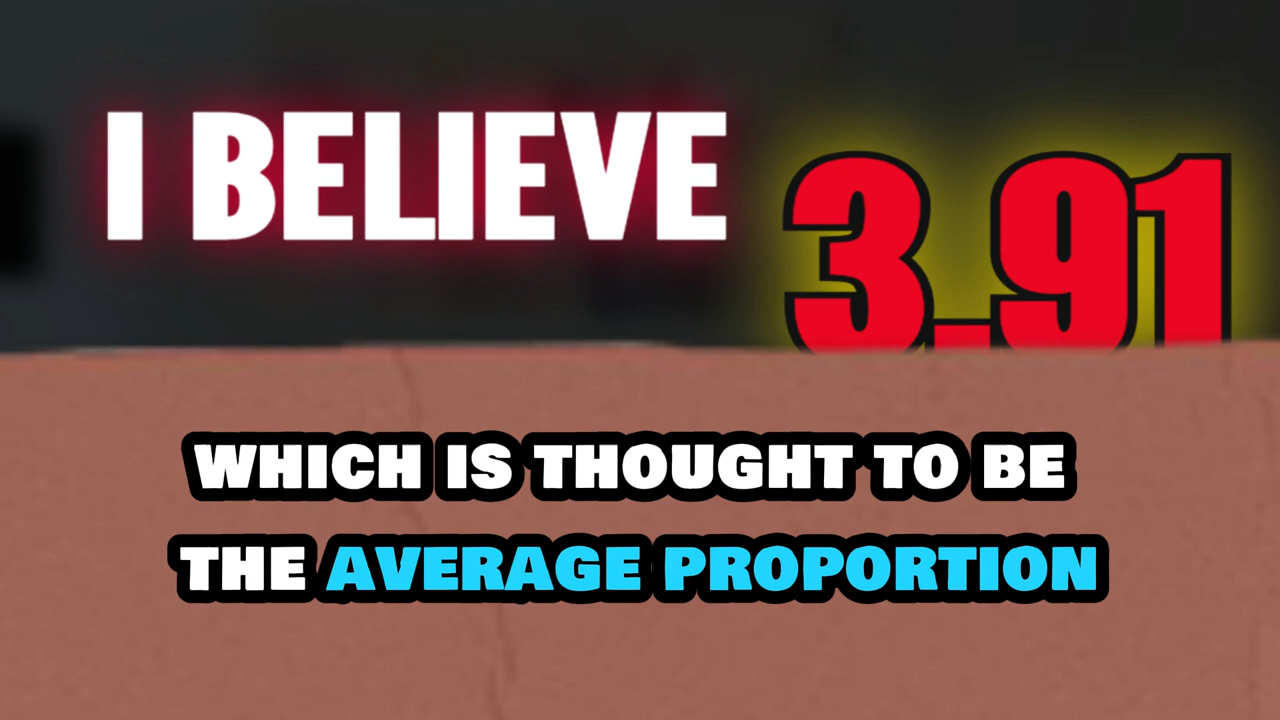 I BELIEVE 3.91
WHICH IS THOUGHT TO BE
THE AVERAGE PROPORTION